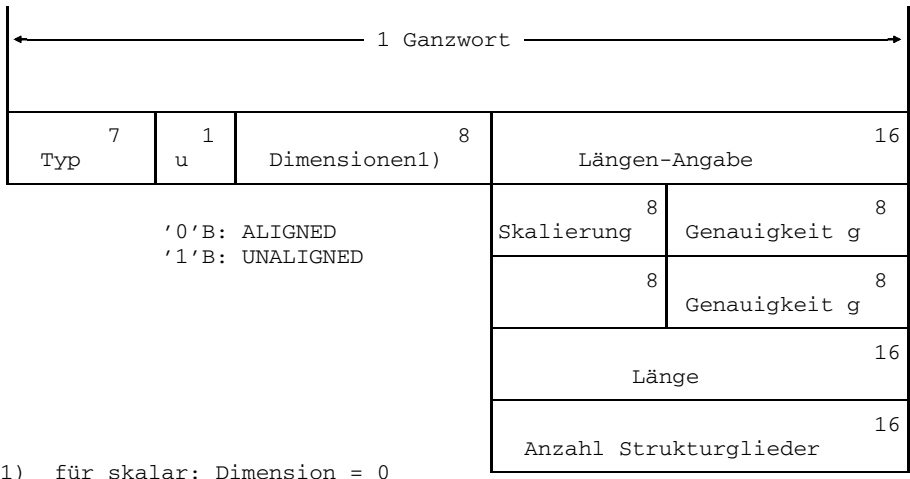 1 Ganzwort
7 1 8 16
Typ u Dimensionen1) Längen-Angabe
8 8
'0'B: ALIGNED Skalierung Genauigkeit g
'1'B: UNALIGNED
8 8
Genauigkeit g
16
Länge
16
Anzahl Strukturglieder
1) für skalar: Dimension = 0